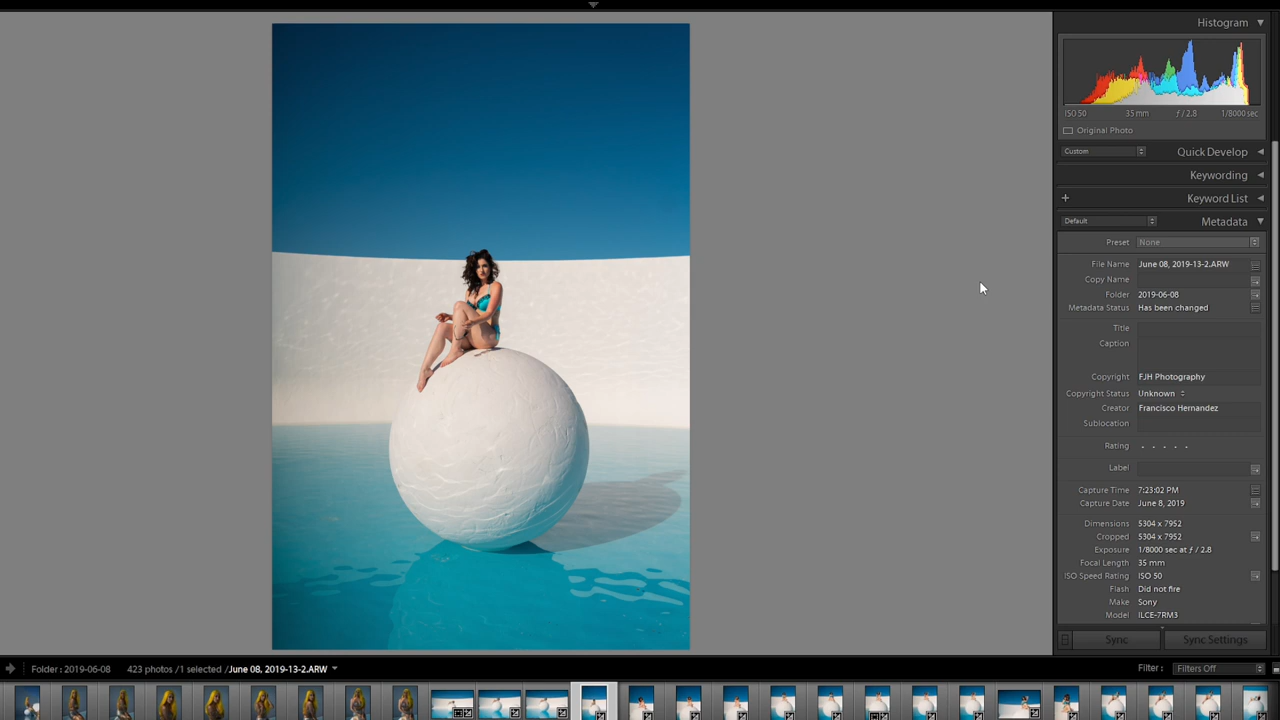 Histogram
ISO 50 35 mm ƒ / 2.8 1/8000 sec
Original Photo
Custom Quick Develop
Keywording
+ Keyword List
Default Metadata
Preset None
File Name June 08, 2019-13-2.ARW
Copy Name
Folder 2019-06-08
Metadata Status Has been changed
Title
Caption
Copyright FJH Photography
Copyright Status Unknown
Creator Francisco Hernandez
Sublocation
Rating
Label
Capture Time 7:23:02 PM
Capture Date June 8, 2019
Dimensions 5304 x 7952
Cropped 5304 x 7952
Exposure 1/8000 sec at ƒ / 2.8
Focal Length 35 mm
ISO Speed Rating ISO 50
Flash Did not fire
Make Sony
Model ILCE-7RM3
Sync Sync Settings
Folder : 2019-06-08 423 photos / 1 selected / June 08, 2019-13-2.ARW Filter : Filters Off